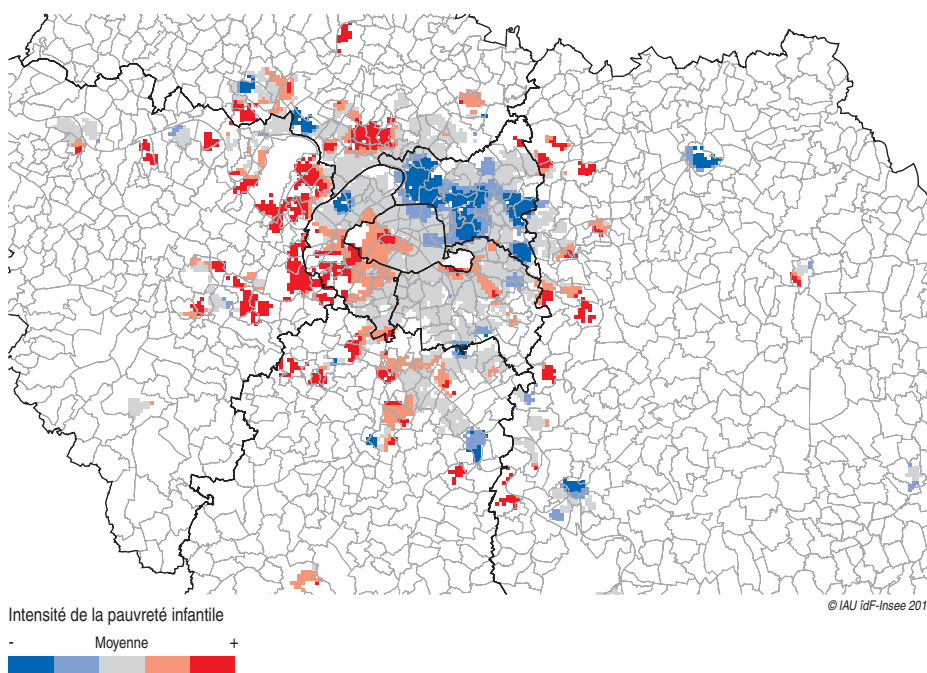 © IAU îdF-Insee 201
Intensité de la pauvreté infantile
- Moyenne +